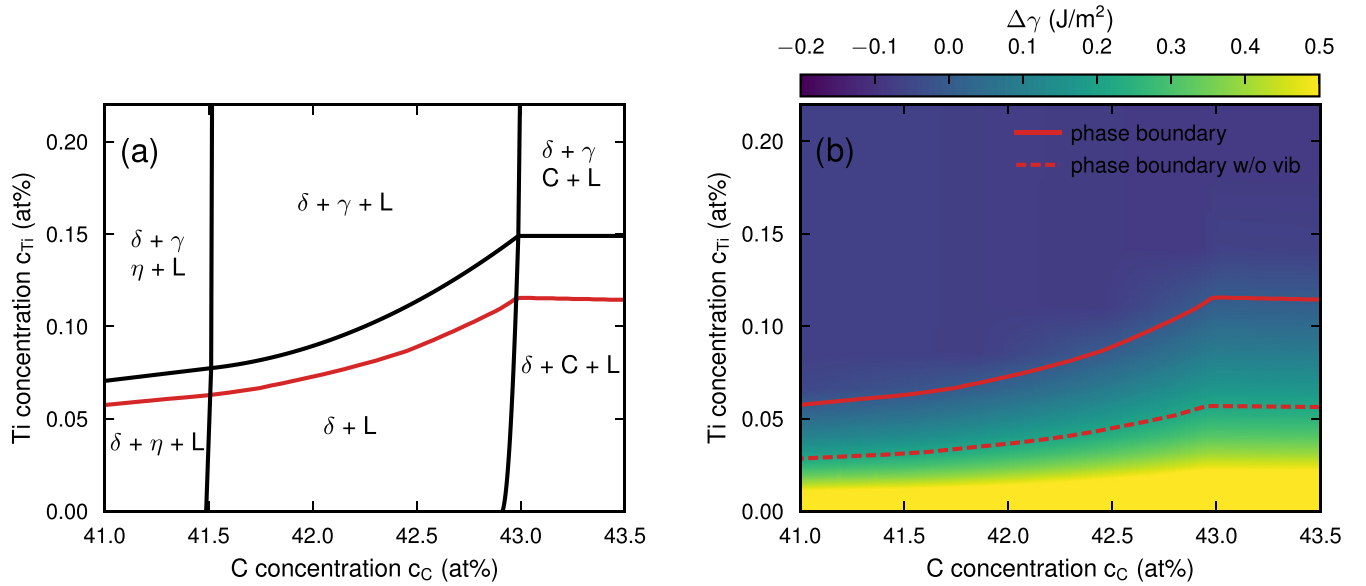 (a)
δ + γ
C + L
δ + γ + L
δ + γ
η + L
δ + C + L
δ + η + L
δ + L
0.20
0.15
0.10
0.05
0.00
Ti concentration c_Ti (at%)
41.0 41.5 42.0 42.5 43.0 43.5
C concentration c_C (at%)
Δγ (J/m²)
−0.2 −0.1 0.0 0.1 0.2 0.3 0.4 0.5
(b)
phase boundary
phase boundary w/o vib
0.20
0.15
0.10
0.05
0.00
Ti concentration c_Ti (at%)
41.0 41.5 42.0 42.5 43.0 43.5
C concentration c_C (at%)